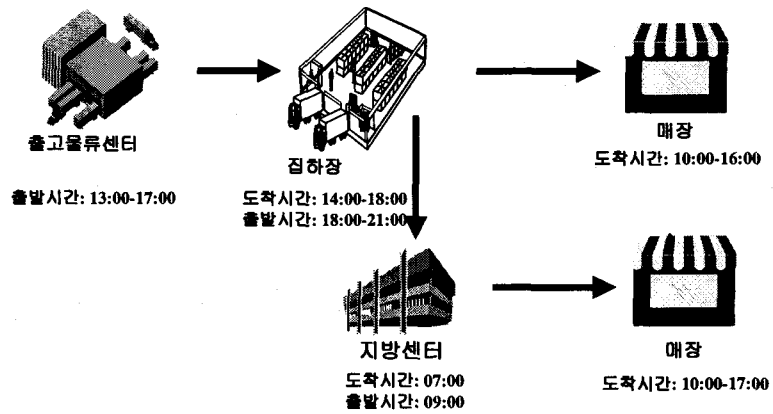 출고물류센터
출발시간: 13:00-17:00
집하장
도착시간: 14:00-18:00
출발시간: 18:00-21:00
매장
도착시간: 10:00-16:00
지방센터
도착시간: 07:00
출발시간: 09:00
매장
도착시간: 10:00-17:00